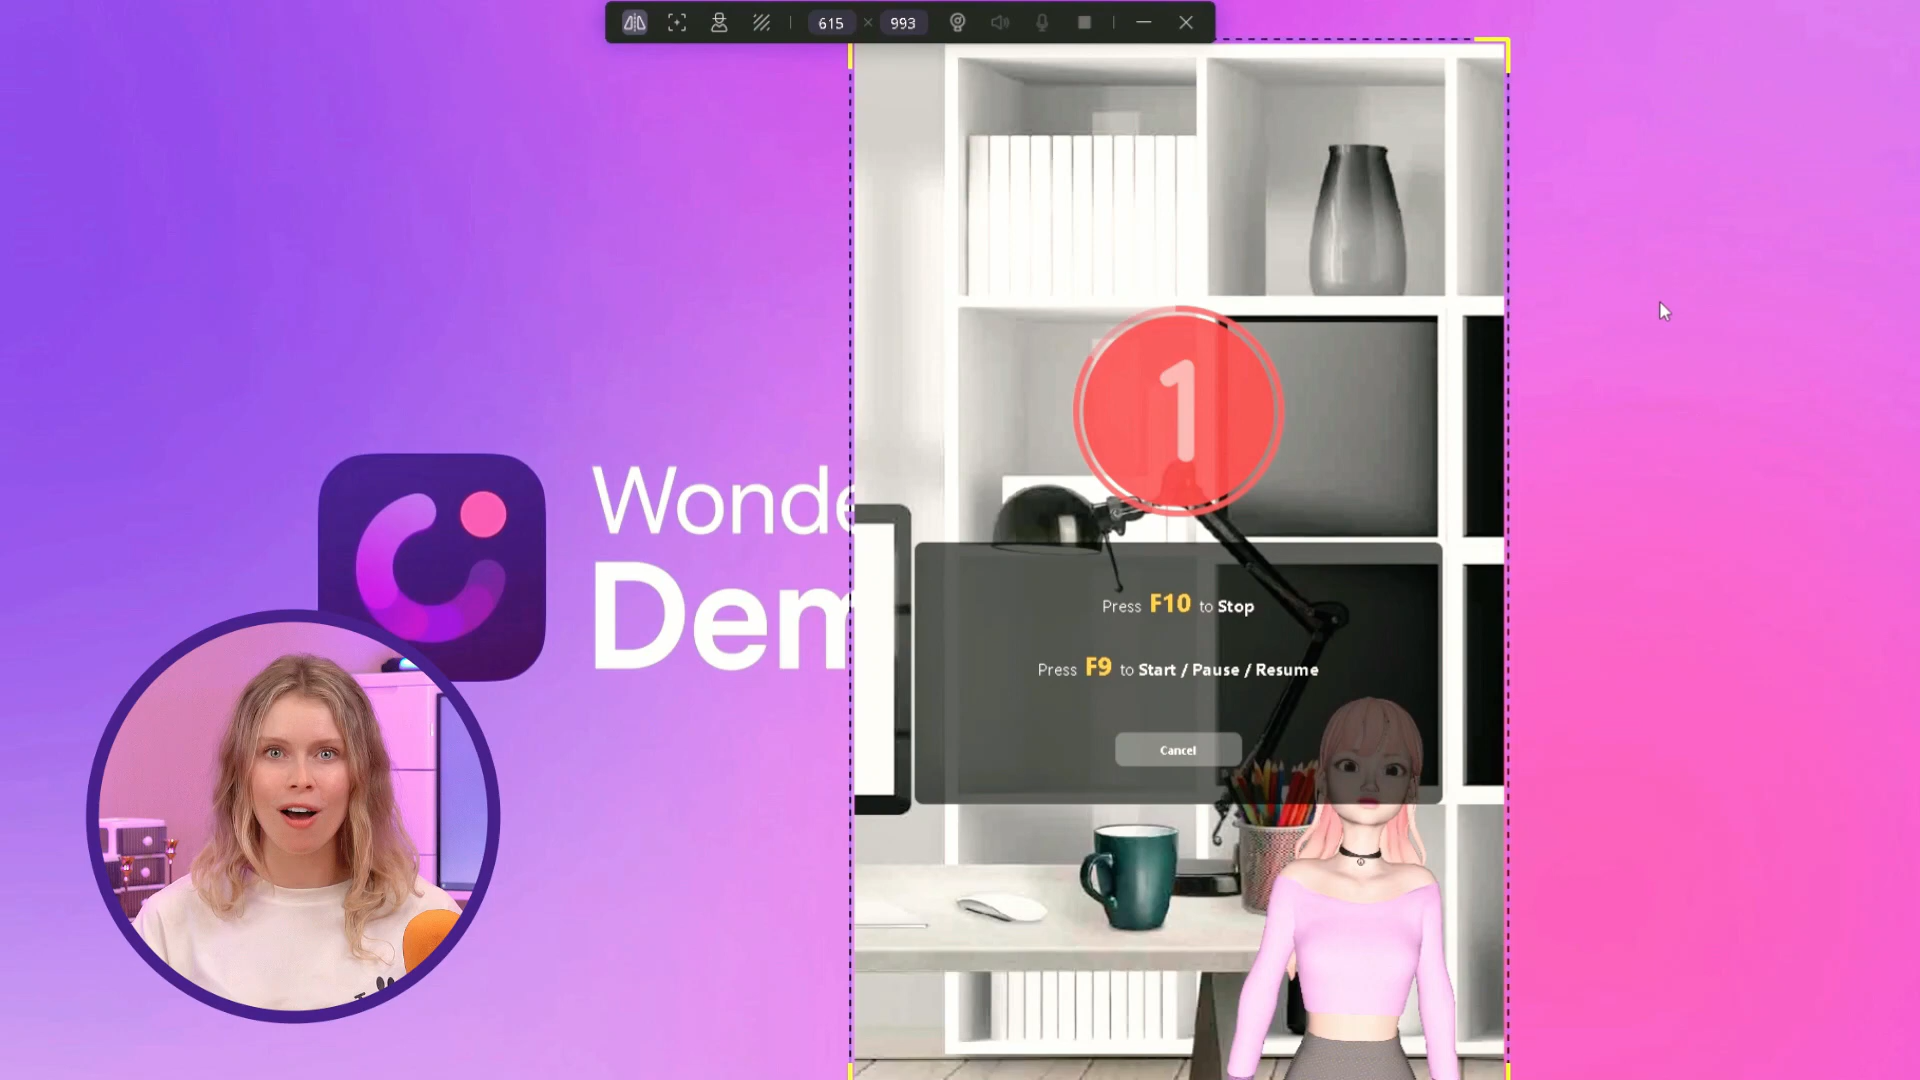 615 × 993
1
Wonde
Dem
Press F10 to Stop
Press F9 to Start / Pause / Resume
Cancel